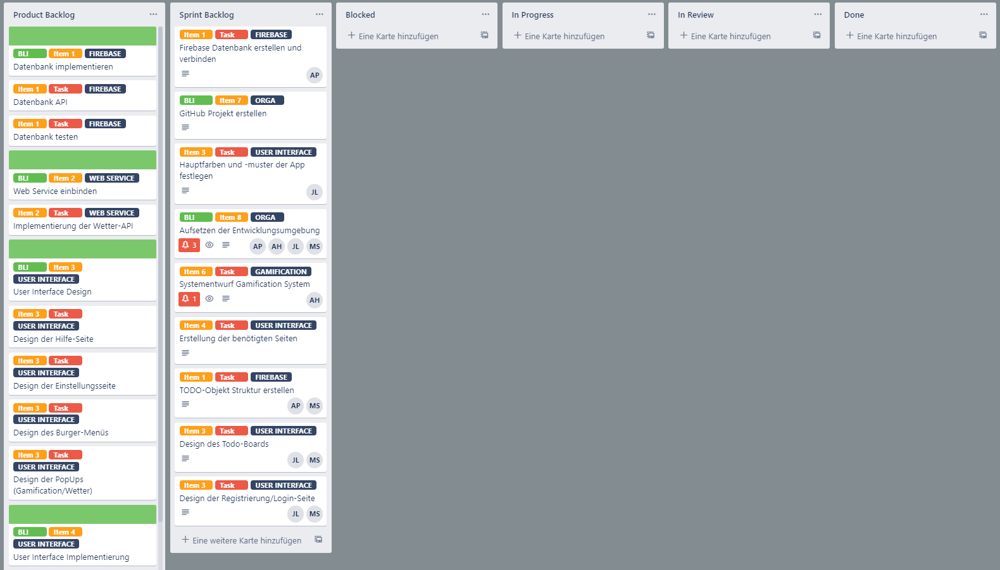 Product Backlog
BLI Item 1 FIREBASE
Datenbank implementieren
Item 1 Task FIREBASE
Datenbank API
Item 1 Task FIREBASE
Datenbank testen
BLI Item 2 WEB SERVICE
Web Service einbinden
Item 2 Task WEB SERVICE
Implementierung der Wetter-API
BLI Item 3
USER INTERFACE
User Interface Design
Item 3 Task
USER INTERFACE
Design der Hilfe-Seite
Item 3 Task
USER INTERFACE
Design der Einstellungsseite
Item 3 Task
USER INTERFACE
Design des Burger-Menüs
Item 3 Task
USER INTERFACE
Design der PopUps
(Gamification/Wetter)
BLI Item 4
USER INTERFACE
User Interface Implementierung
Sprint Backlog
Item 1 Task FIREBASE
Firebase Datenbank erstellen und
verbinden
AP
BLI Item 7 ORGA
GitHub Projekt erstellen
Item 3 Task USER INTERFACE
Hauptfarben und -muster der App
festlegen
JL
BLI Item 8 ORGA
Aufsetzen der Entwicklungsumgebung
3 AP AH JL MS
Item 6 Task GAMIFICATION
Systementwurf Gamification System
1 AH
Item 4 Task USER INTERFACE
Erstellung der benötigten Seiten
Item 1 Task FIREBASE
TODO-Objekt Struktur erstellen
AP MS
Item 3 Task USER INTERFACE
Design des Todo-Boards
JL MS
Item 3 Task USER INTERFACE
Design der Registrierung/Login-Seite
JL MS
+ Eine weitere Karte hinzufügen
Blocked
+ Eine Karte hinzufügen
In Progress
+ Eine Karte hinzufügen
In Review
+ Eine Karte hinzufügen
Done
+ Eine Karte hinzufügen